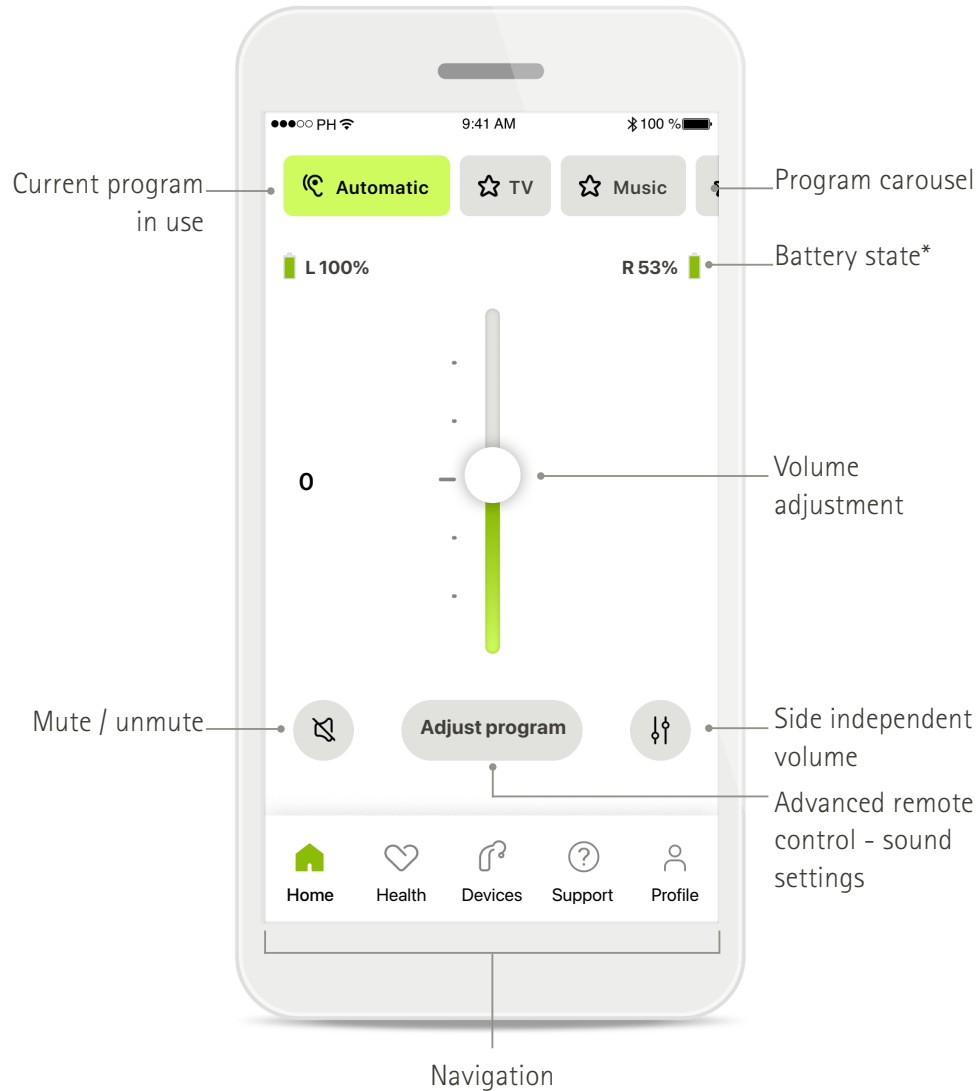 PH 9:41 AM 100 %
Automatic TV Music
Current program
in use
Program carousel
L 100% R 53%
Battery state*
0
Volume
adjustment
Mute / unmute
Adjust program
Side independent
volume
Advanced remote
control - sound
settings
Home Health Devices Support Profile
Navigation